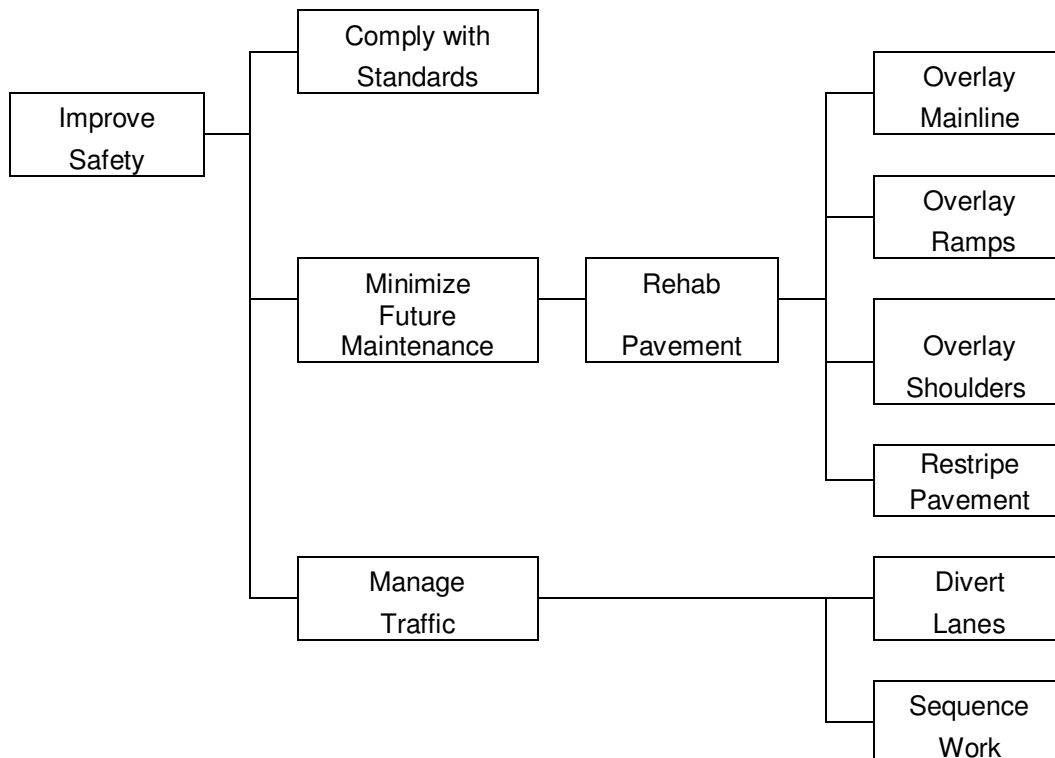 Comply with
Standards
Improve
Safety
Overlay
Mainline
Overlay
Ramps
Minimize
Future
Maintenance
Rehab
Pavement
Overlay
Shoulders
Restripe
Pavement
Manage
Traffic
Divert
Lanes
Sequence
Work